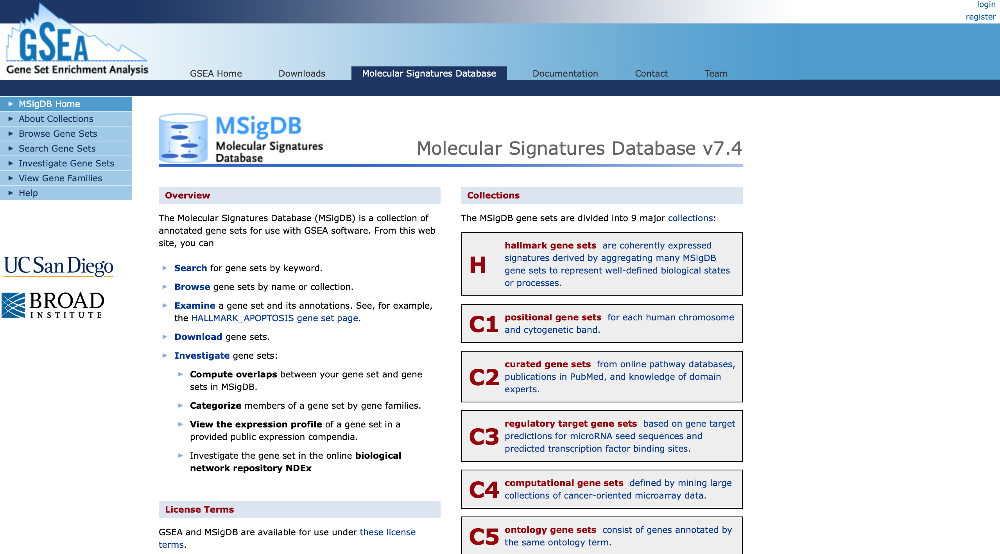 login
register
GSEA
Gene Set Enrichment Analysis
GSEA Home
Downloads
Molecular Signatures Database
Documentation
Contact
Team
MSigDB Home
About Collections
Browse Gene Sets
Search Gene Sets
Investigate Gene Sets
View Gene Families
Help
UC San Diego
BROAD
INSTITUTE
MSigDB
Molecular Signatures
Database
Molecular Signatures Database v7.4
Overview
The Molecular Signatures Database (MSigDB) is a collection of
annotated gene sets for use with GSEA software. From this web
site, you can
Search for gene sets by keyword.
Browse gene sets by name or collection.
Examine a gene set and its annotations. See, for example,
the HALLMARK_APOPTOSIS gene set page.
Download gene sets.
Investigate gene sets:
Compute overlaps between your gene set and gene
sets in MSigDB.
Categorize members of a gene set by gene families.
View the expression profile of a gene set in a
provided public expression compendia.
Investigate the gene set in the online biological
network repository NDEx
License Terms
GSEA and MSigDB are available for use under these license
terms.
Collections
The MSigDB gene sets are divided into 9 major collections:
H
hallmark gene sets are coherently expressed
signatures derived by aggregating many MSigDB
gene sets to represent well-defined biological states
or processes.
C1
positional gene sets for each human chromosome
and cytogenetic band.
C2
curated gene sets from online pathway databases,
publications in PubMed, and knowledge of domain
experts.
C3
regulatory target gene sets based on gene target
predictions for microRNA seed sequences and
predicted transcription factor binding sites.
C4
computational gene sets defined by mining large
collections of cancer-oriented microarray data.
C5
ontology gene sets consist of genes annotated by
the same ontology term.